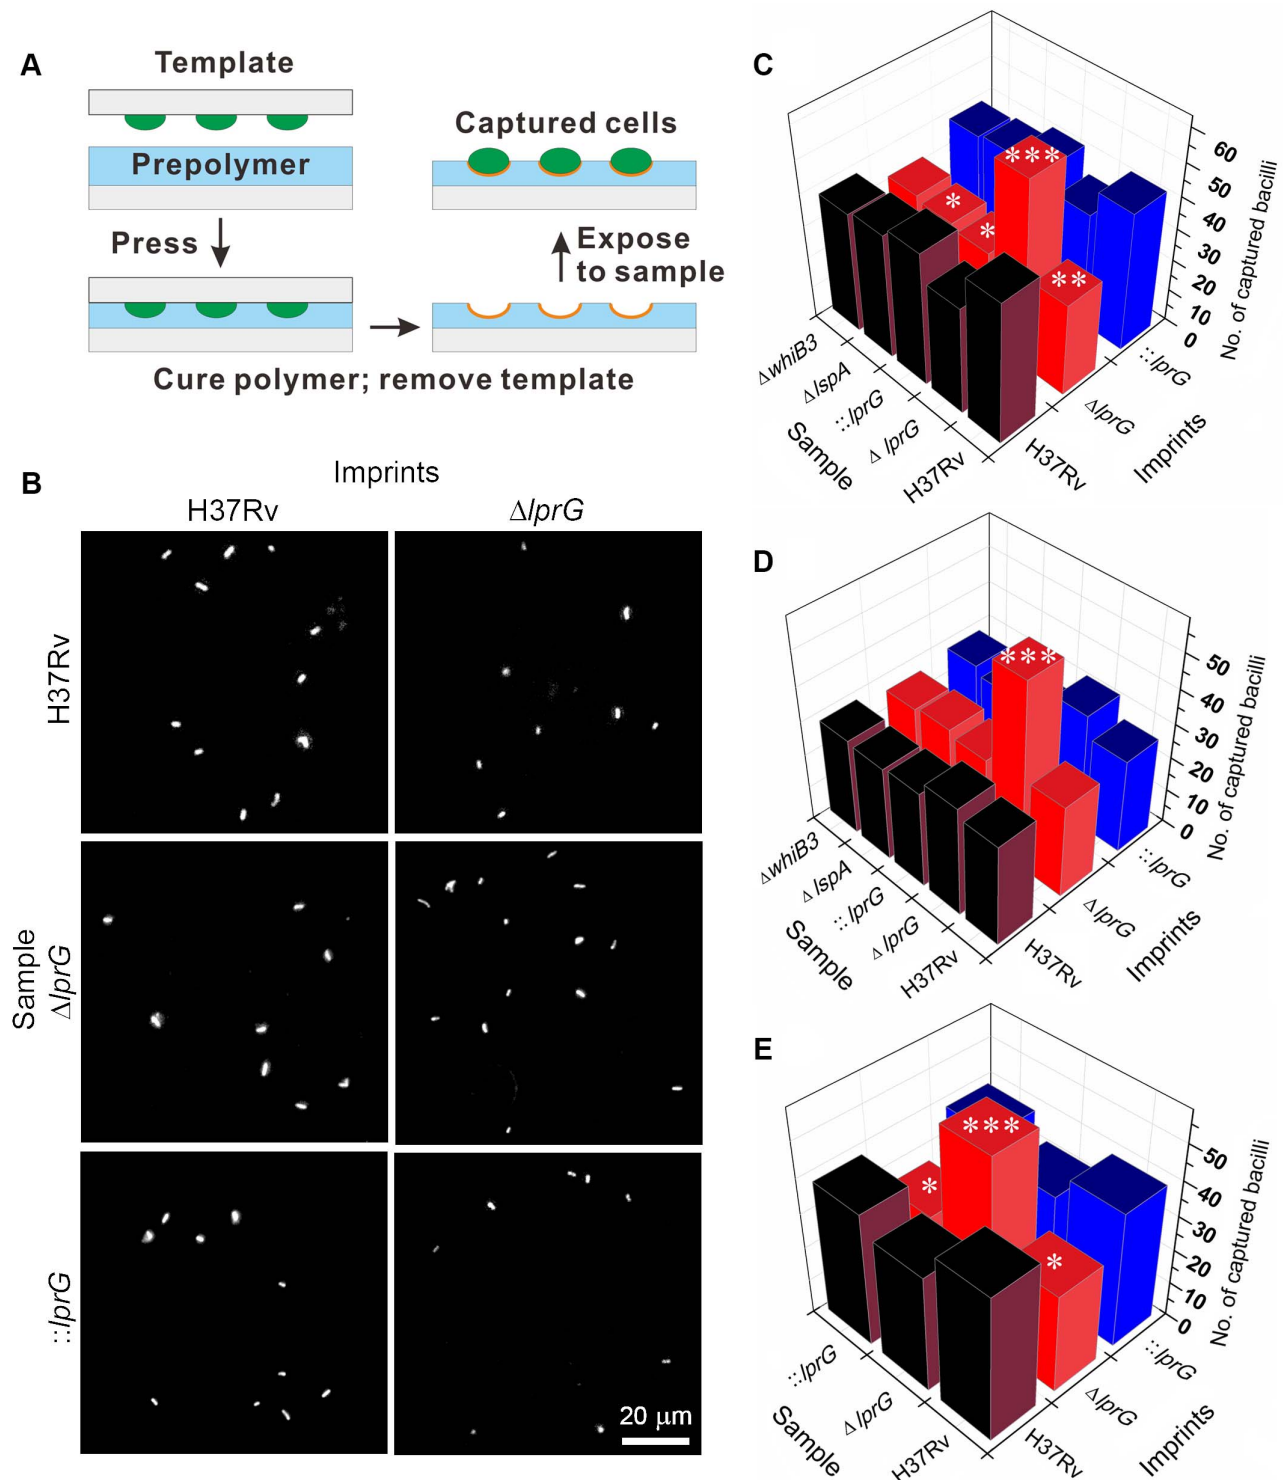 A
Template
Prepolymer
Press
Captured cells
Expose
to sample
Cure polymer; remove template
B
Imprints
H37Rv
ΔlprG
Sample
H37Rv
ΔlprG
::lprG
20 μm
C
***
*
*
**
60
50
40
30
20
10
0
No. of captured bacilli
ΔwhiB3
ΔlspA
::lprG
Δ lprG
H37Rv
Sample
H37Rv
ΔlprG
::lprG
Imprints
D
***
50
40
30
20
10
0
No. of captured bacilli
ΔwhiB3
ΔlspA
::lprG
ΔlprG
H37Rv
Sample
H37Rv
ΔlprG
::lprG
Imprints
E
***
*
*
50
40
30
20
10
0
No. of captured bacilli
::lprG
ΔlprG
H37Rv
Sample
H37Rv
ΔlprG
::lprG
Imprints